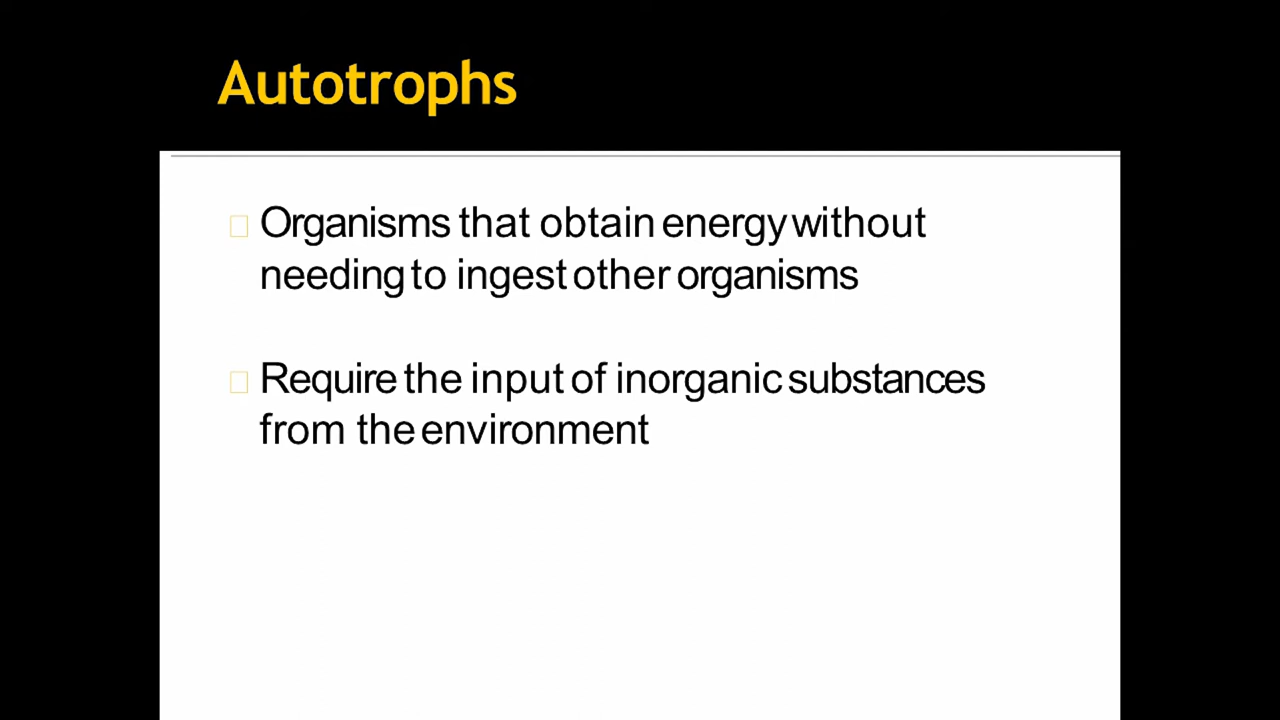 Autotrophs
Organisms that obtain energy without
needing to ingest other organisms
Require the input of inorganic substances
from the environment